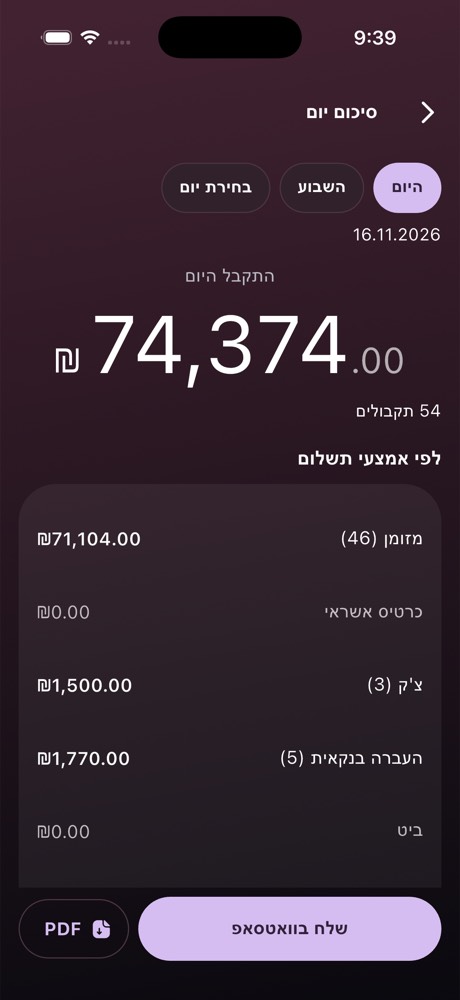 9:39
סיכום יום
היום השבוע בחירת יום
16.11.2026
התקבל היום
₪ 74,374.00
54 תקבולים
לפי אמצעי תשלום
מזומן (46) ₪71,104.00
כרטיס אשראי ₪0.00
צ'ק (3) ₪1,500.00
העברה בנקאית (5) ₪1,770.00
ביט ₪0.00
שלח בוואטסאפ PDF